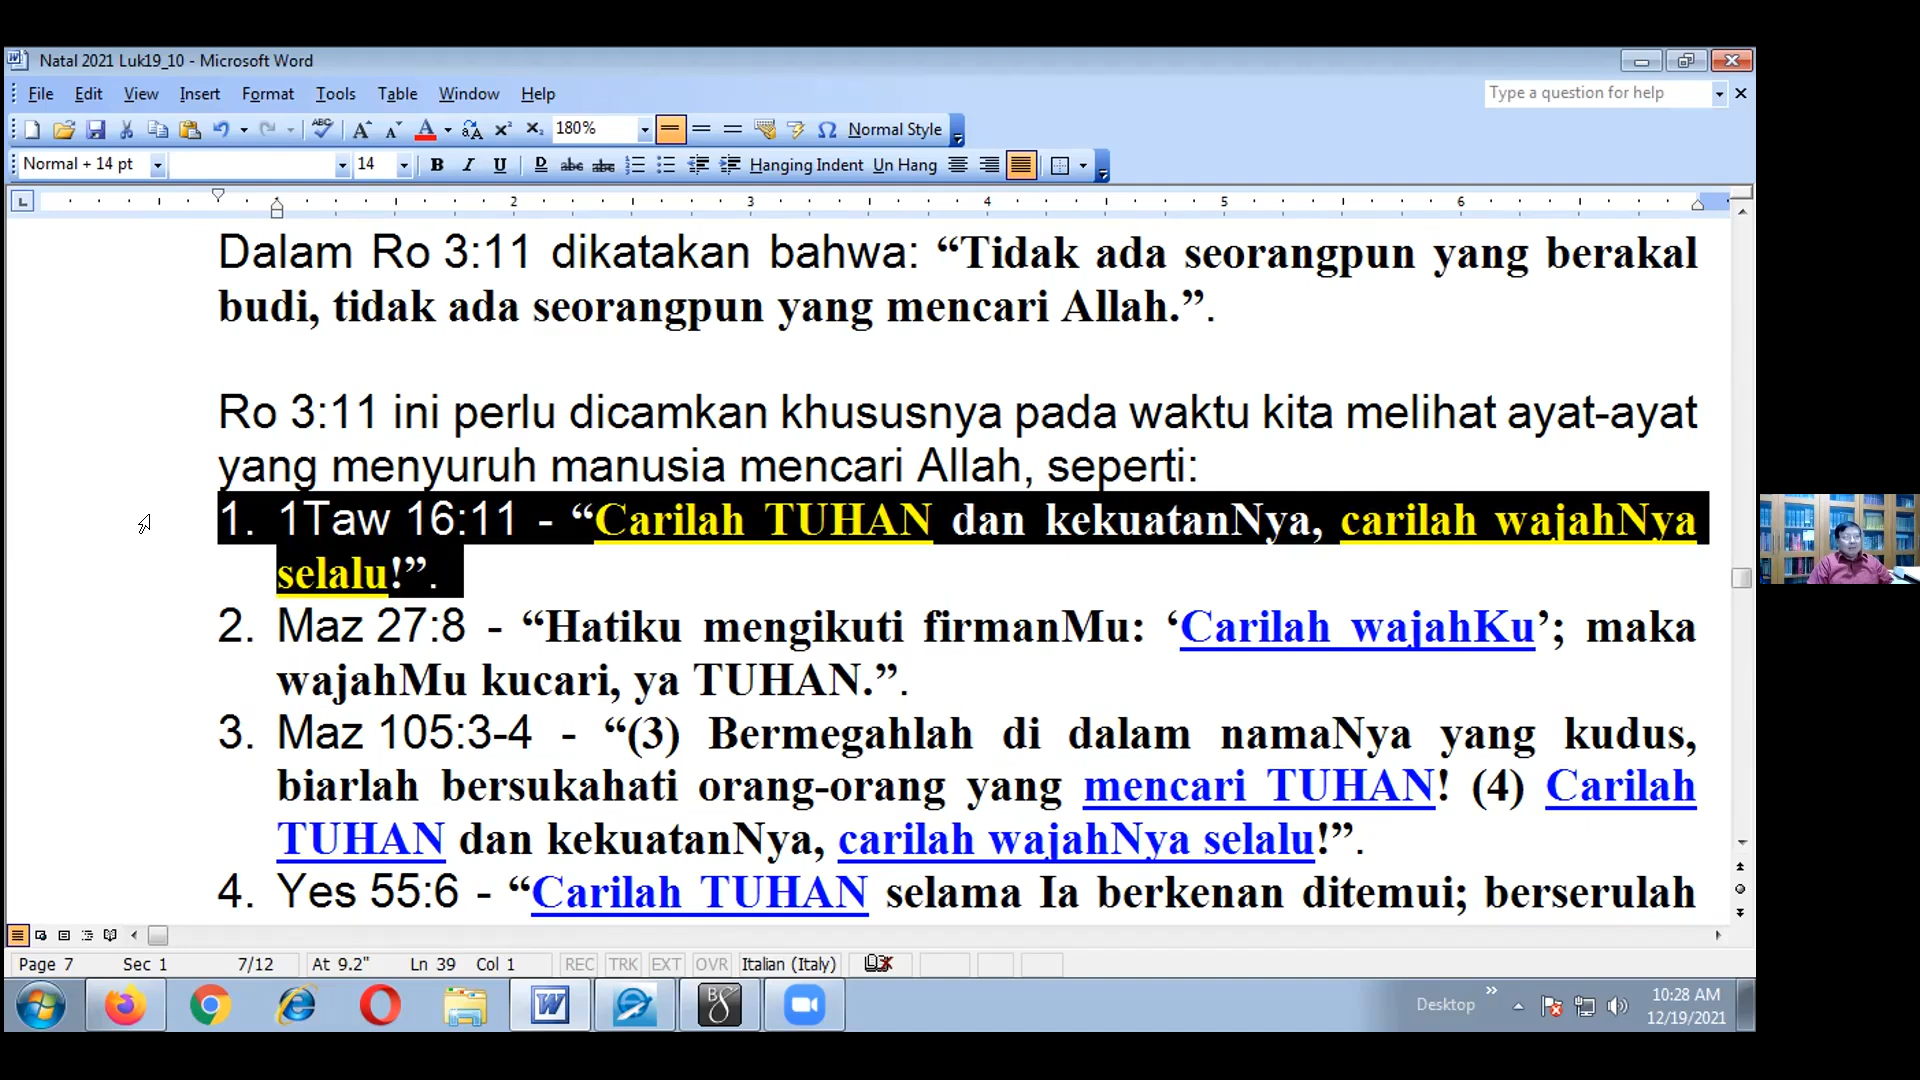 Natal 2021 Luk19_10 - Microsoft Word
File Edit View Insert Format Tools Table Window Help
Type a question for help
180% Normal Style
Normal + 14 pt 14 B I U Hanging Indent Un Hang
2 3 4 5 6
Dalam Ro 3:11 dikatakan bahwa: “Tidak ada seorangpun yang berakal
budi, tidak ada seorangpun yang mencari Allah.”.
Ro 3:11 ini perlu dicamkan khususnya pada waktu kita melihat ayat-ayat
yang menyuruh manusia mencari Allah, seperti:
1. 1Taw 16:11 - “Carilah TUHAN dan kekuatanNya, carilah wajahNya
selalu!”.
2. Maz 27:8 - “Hatiku mengikuti firmanMu: ‘Carilah wajahKu’; maka
wajahMu kucari, ya TUHAN.”.
3. Maz 105:3-4 - “(3) Bermegahlah di dalam namaNya yang kudus,
biarlah bersukahati orang-orang yang mencari TUHAN! (4) Carilah
TUHAN dan kekuatanNya, carilah wajahNya selalu!”.
4. Yes 55:6 - “Carilah TUHAN selama Ia berkenan ditemui; berserulah
Page 7 Sec 1 7/12 At 9.2" Ln 39 Col 1 REC TRK EXT OVR Italian (Italy)
Desktop
10:28 AM
12/19/2021